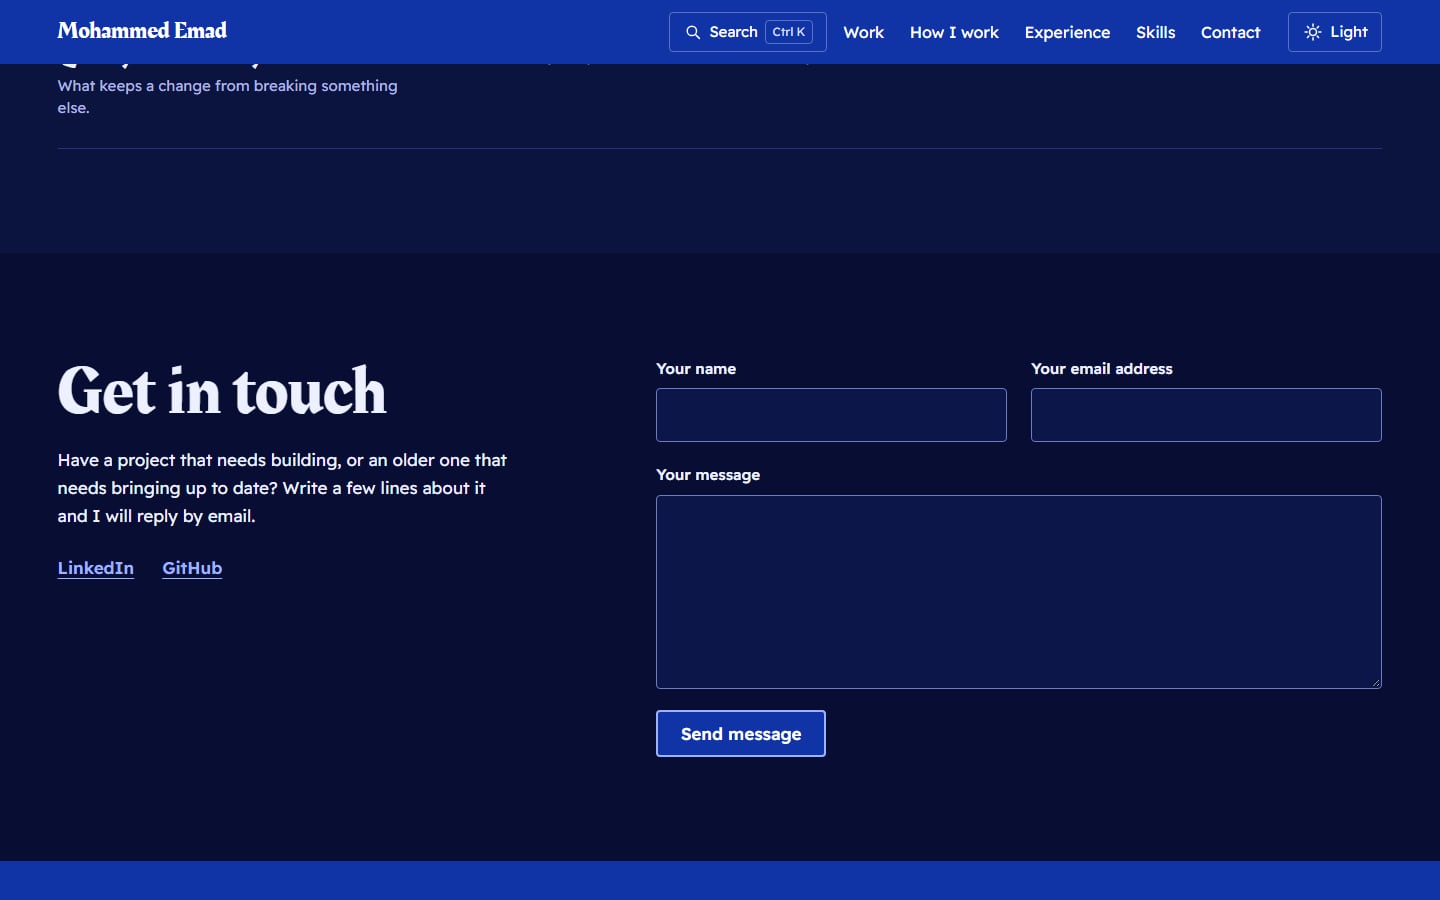 Mohammed Emad
Search Ctrl K
Work
How I work
Experience
Skills
Contact
Light
What keeps a change from breaking something
else.
Get in touch
Have a project that needs building, or an older one that
needs bringing up to date? Write a few lines about it
and I will reply by email.
LinkedIn GitHub
Your name
Your email address
Your message
Send message